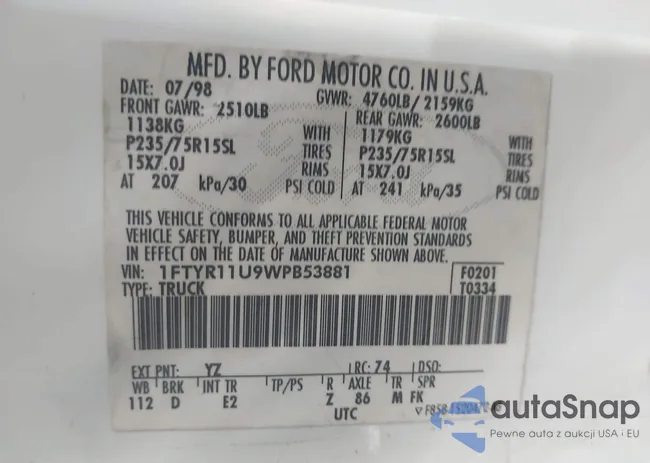 MFD. BY FORD MOTOR CO. IN U.S.A.
DATE: 07/98 GVWR: 4760LB/ 2159KG
FRONT GAWR: 2510LB REAR GAWR: 2600LB
1138KG WITH 1179KG WITH
P235/75R15SL TIRES P235/75R15SL TIRES
15X7.0J RIMS 15X7.0J RIMS
AT 207 kPa/30 PSI COLD AT 241 kPa/35 PSI COLD
THIS VEHICLE CONFORMS TO ALL APPLICABLE FEDERAL MOTOR
VEHICLE SAFETY, BUMPER, AND THEFT PREVENTION STANDARDS
IN EFFECT ON THE DATE OF MANUFACTURE SHOWN ABOVE.
VIN: 1FTYR11U9WPB53881 F0201
TYPE: TRUCK T0334
EXT PNT: YZ RC: 74 DSO:
WB BRK INT TR TP/PS R AXLE TR SPR
112 D E2 Z 86 M FK
UTC
autaSnap
Pewne auta z aukcji USA i EU